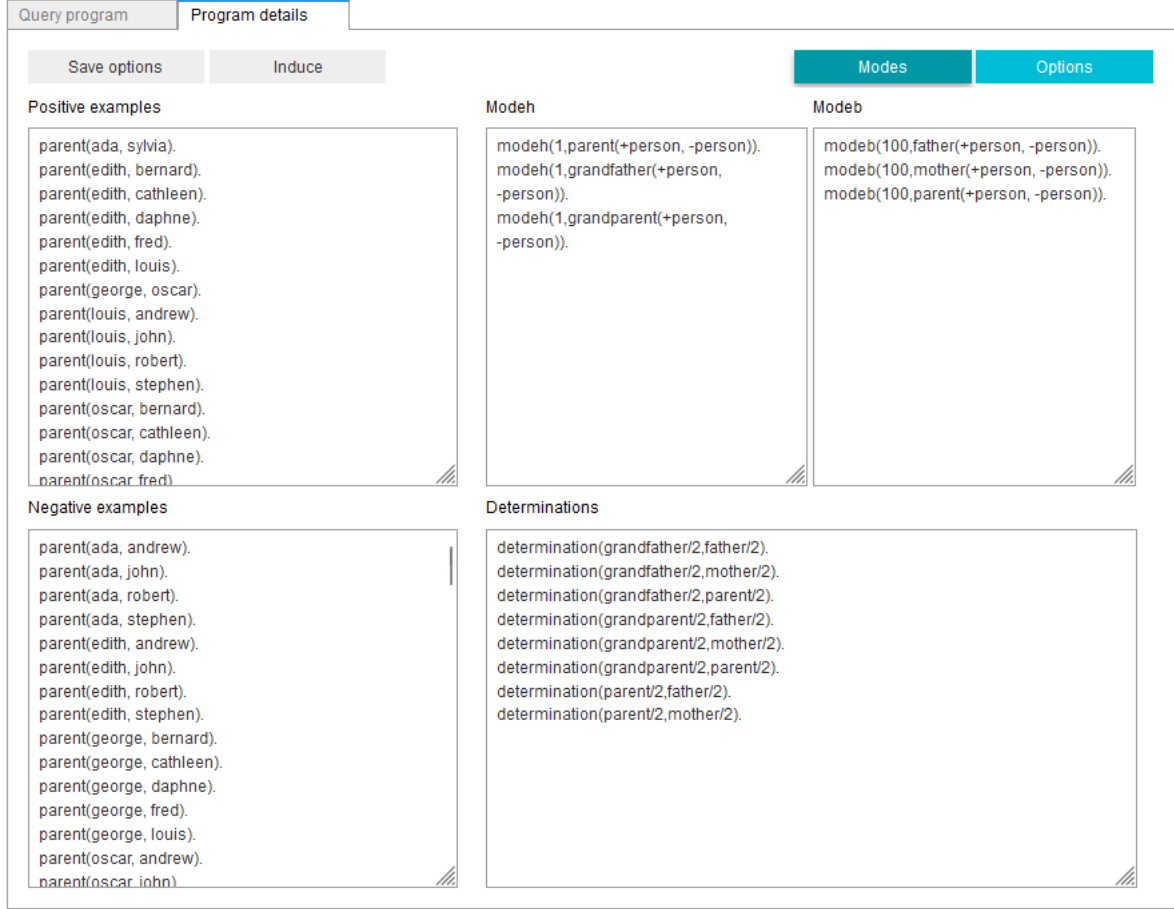 Query program
Program details
Save options
Induce
Modes
Options
Positive examples
parent(ada, sylvia).
parent(edith, bernard).
parent(edith, cathleen).
parent(edith, daphne).
parent(edith, fred).
parent(edith, louis).
parent(george, oscar).
parent(louis, andrew).
parent(louis, john).
parent(louis, robert).
parent(louis, stephen).
parent(oscar, bernard).
parent(oscar, cathleen).
parent(oscar, daphne).
parent(oscar, fred)
Modeh
modeh(1,parent(+person, -person)).
modeh(1,grandfather(+person,
-person)).
modeh(1,grandparent(+person,
-person)).
Modeb
modeb(100,father(+person, -person)).
modeb(100,mother(+person, -person)).
modeb(100,parent(+person, -person)).
Negative examples
parent(ada, andrew).
parent(ada, john).
parent(ada, robert).
parent(ada, stephen).
parent(edith, andrew).
parent(edith, john).
parent(edith, robert).
parent(edith, stephen).
parent(george, bernard).
parent(george, cathleen).
parent(george, daphne).
parent(george, fred).
parent(george, louis).
parent(oscar, andrew).
parent(oscar, john)
Determinations
determination(grandfather/2,father/2).
determination(grandfather/2,mother/2).
determination(grandfather/2,parent/2).
determination(grandparent/2,father/2).
determination(grandparent/2,mother/2).
determination(grandparent/2,parent/2).
determination(parent/2,father/2).
determination(parent/2,mother/2).